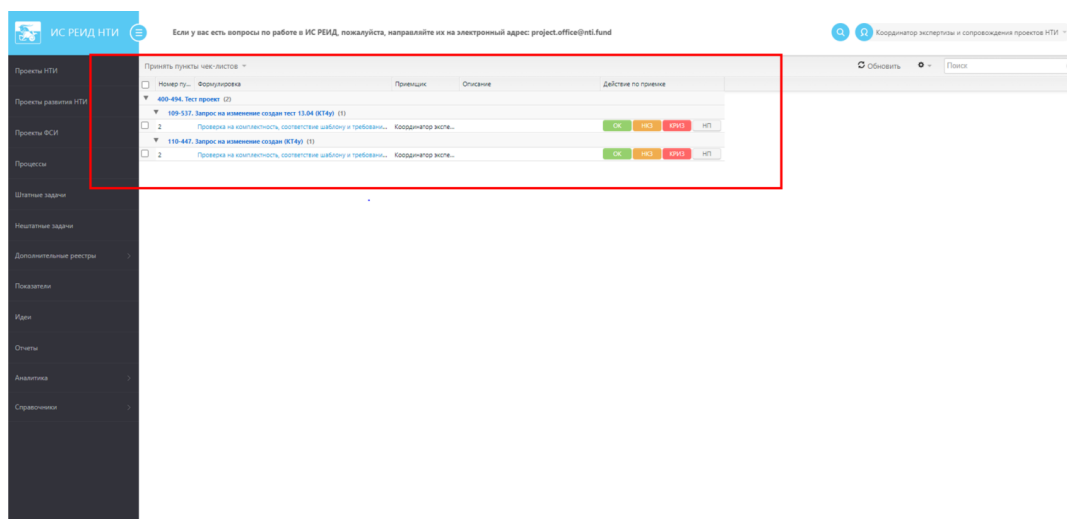 ИС РЕИД НТИ
Если у вас есть вопросы по работе в ИС РЕИД, пожалуйста, направляйте их на электронный адрес: project.office@nti.fund
Координатор экспертизы и сопровождения проектов НТИ
Проекты НТИ
Проекты развития НТИ
Проекты ФСИ
Процессы
Штатные задачи
Нештатные задачи
Дополнительные реестры
Показатели
Идеи
Отчеты
Аналитика
Справочники
Принять пункты чек-листов
Обновить
Поиск
Номер пу... Формулировка Приемщик Описание Действие по приемке
400-494. Тест проект (2)
109-537. Запрос на изменение создан тест 13.04 (КТ4у) (1)
2 Проверка на комплектность, соответствие шаблону и требовани... Координатор экспе... ОК НКЗ КРИЗ НП
110-447. Запрос на изменение создан (КТ4у) (1)
2 Проверка на комплектность, соответствие шаблону и требовани... Координатор экспе... ОК НКЗ КРИЗ НП